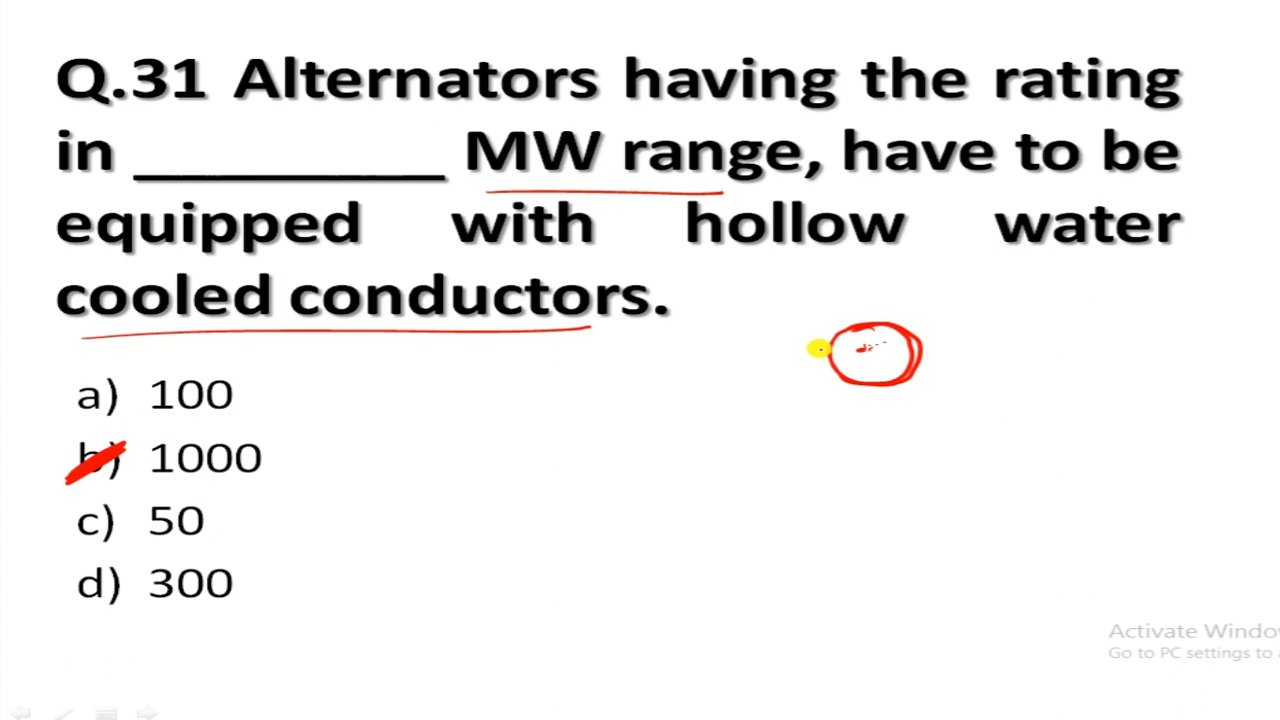 Q.31 Alternators having the rating
in _________ MW range, have to be
equipped with hollow water
cooled conductors.
a) 100
b) 1000
c) 50
d) 300
Activate Windo
Go to PC settings to